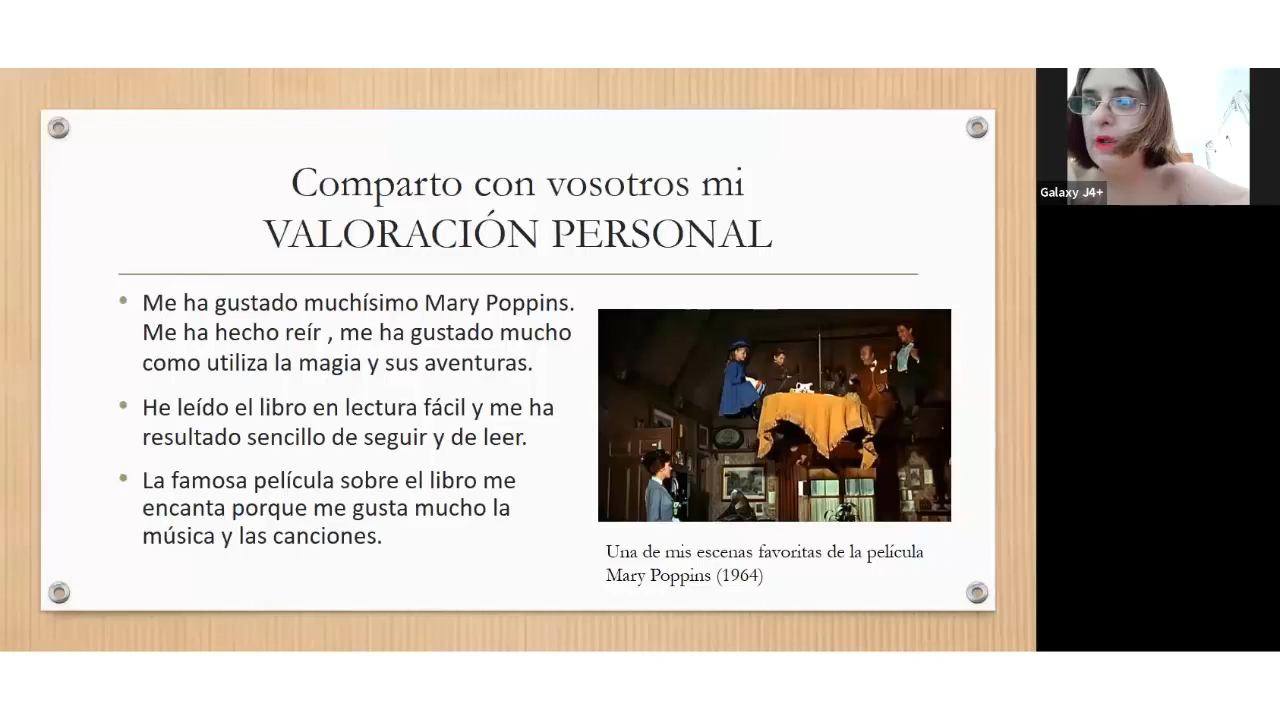 Comparto con vosotros mi
VALORACIÓN PERSONAL
Me ha gustado muchísimo Mary Poppins.
Me ha hecho reír , me ha gustado mucho
como utiliza la magia y sus aventuras.
He leído el libro en lectura fácil y me ha
resultado sencillo de seguir y de leer.
La famosa película sobre el libro me
encanta porque me gusta mucho la
música y las canciones.
Una de mis escenas favoritas de la película
Mary Poppins (1964)
Galaxy J4+